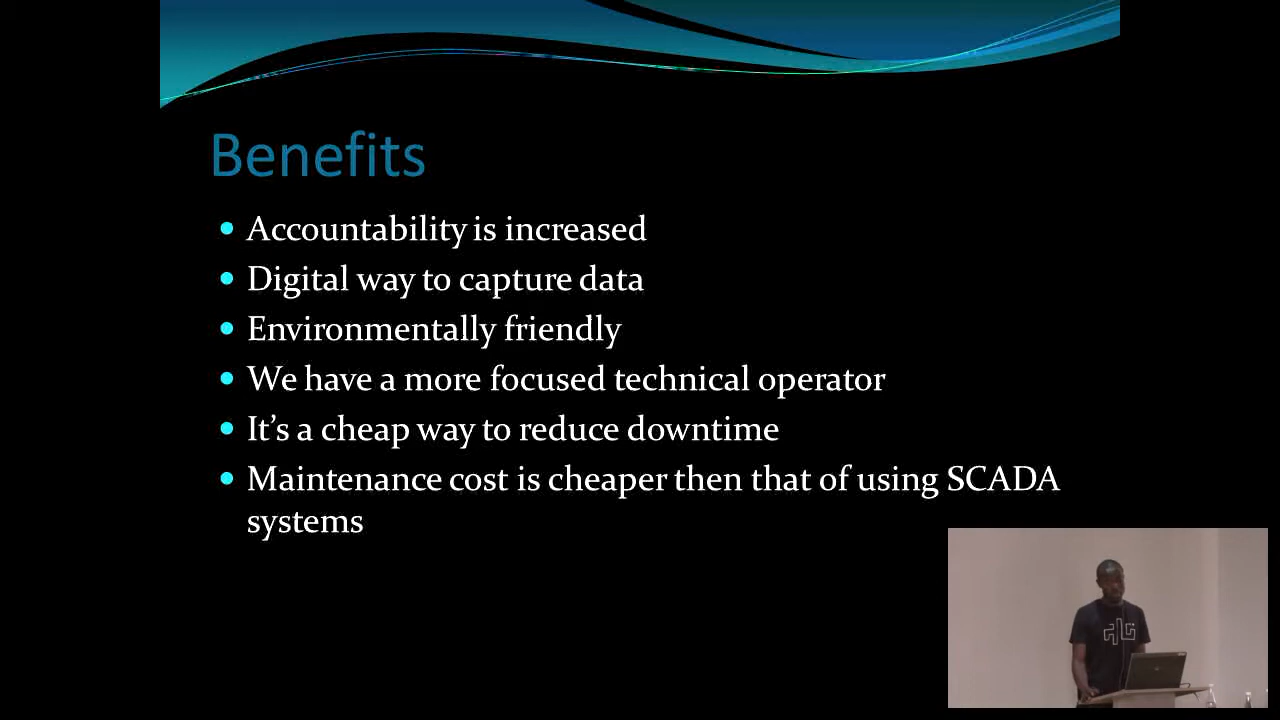 Benefits
Accountability is increased
Digital way to capture data
Environmentally friendly
We have a more focused technical operator
It's a cheap way to reduce downtime
Maintenance cost is cheaper then that of using SCADA
systems